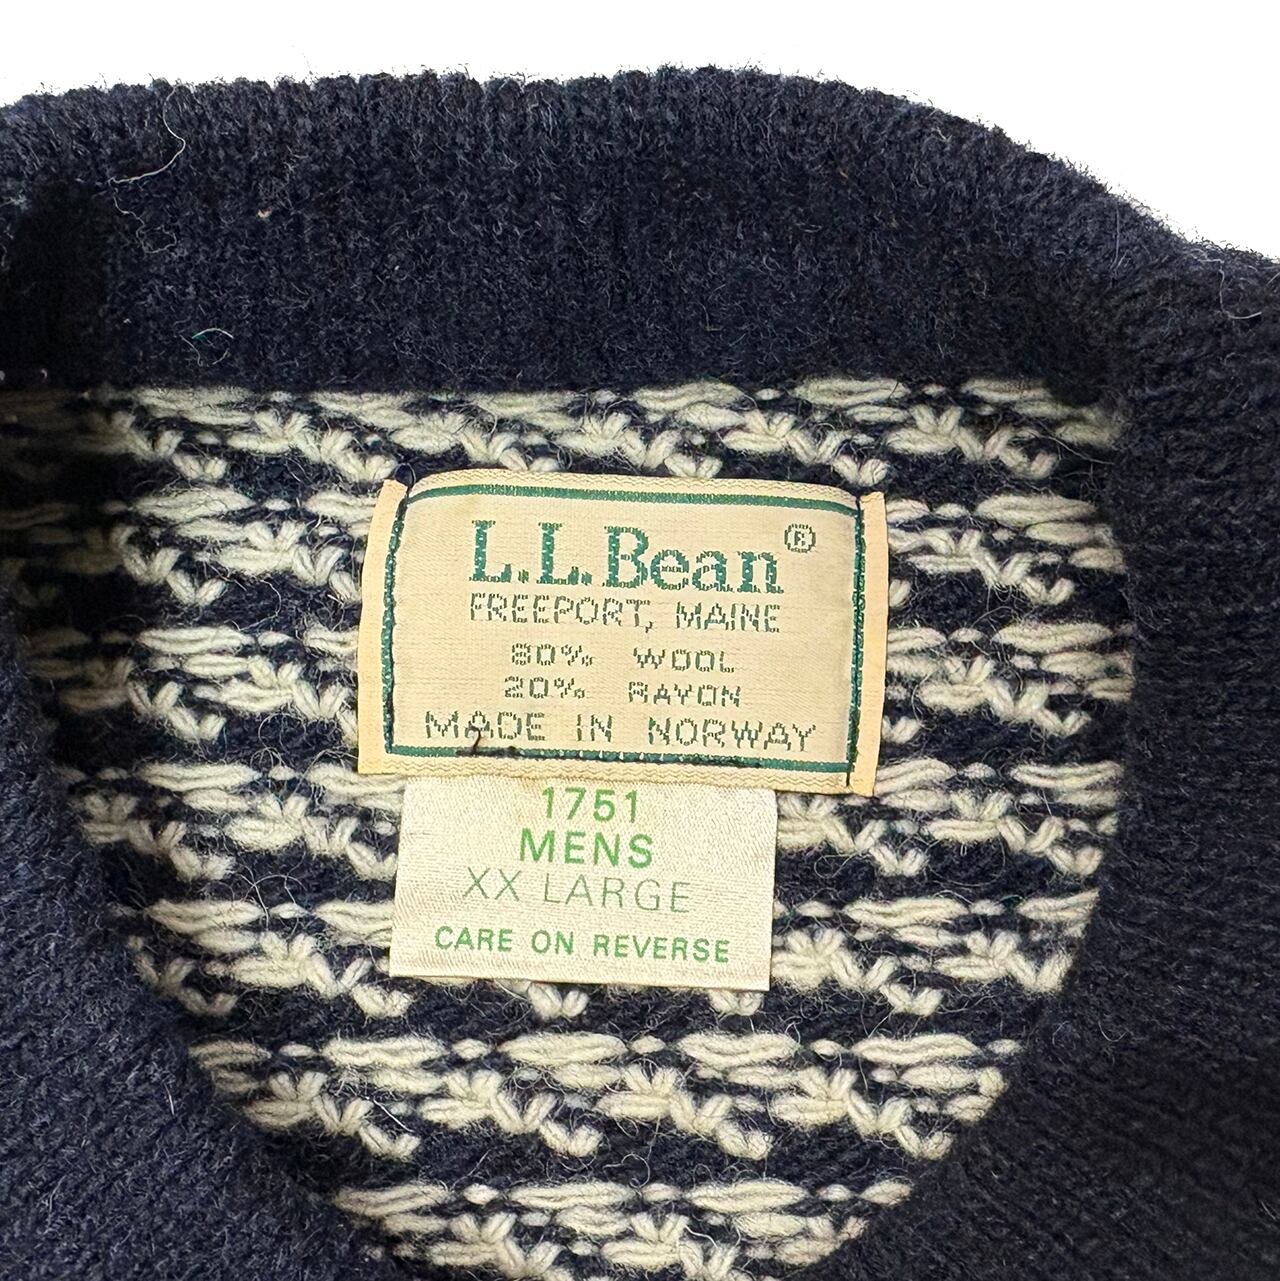 L.L.Bean®
FREEPORT, MAINE
80% WOOL
20% RAYON
MADE IN NORWAY
1751
MENS
XX LARGE
CARE ON REVERSE